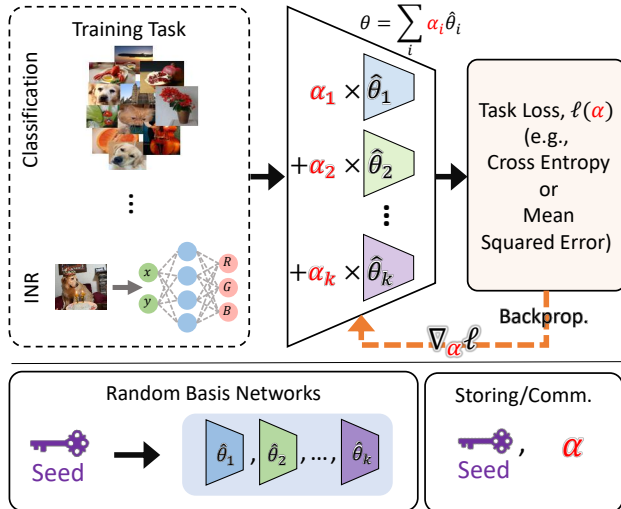 Training Task
Classification
...
INR
x
y
R
G
B
θ = ∑_i α_i θ̂_i
α_1 × θ̂_1
+α_2 × θ̂_2
...
+α_k × θ̂_k
Task Loss, ℓ(α)
(e.g.,
Cross Entropy
or
Mean
Squared Error)
Backprop.
∇_α ℓ
Random Basis Networks
Seed
θ̂_1 , θ̂_2 , ..., θ̂_k
Storing/Comm.
Seed , α